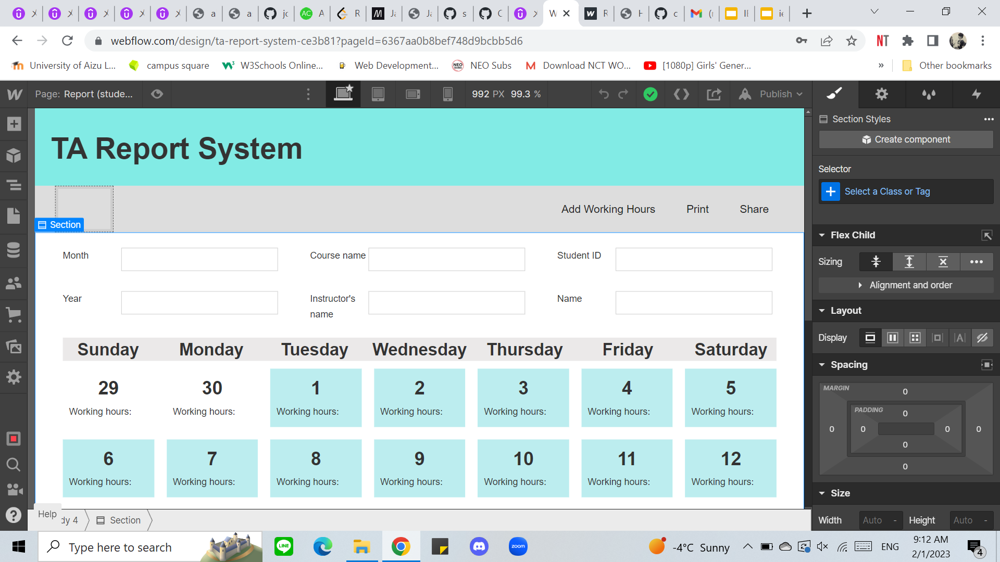 a
a
jc
AC A
R
M Ja
Ja
s
C
W
W R
H
c
(r
webflow.com/design/ta-report-system-ce3b81?pageId=6367aa0b8bef748d9bcbb5d6
NT
University of Aizu L...
campus square
W3Schools Online...
Web Development...
NEO Subs
Download NCT WO...
[1080p] Girls' Gener...
»
Other bookmarks
Page: Report (stude...
992 PX 99.3 %
Publish
TA Report System
Add Working Hours
Print
Share
Section
Month
Course name
Student ID
Year
Instructor's
name
Name
Sunday Monday Tuesday Wednesday Thursday Friday Saturday
29 30 1 2 3 4 5
Working hours: Working hours: Working hours: Working hours: Working hours: Working hours: Working hours:
6 7 8 9 10 11 12
Working hours: Working hours: Working hours: Working hours: Working hours: Working hours: Working hours:
Help
dy 4
Section
Section Styles
Create component
Selector
Select a Class or Tag
Flex Child
Sizing
Alignment and order
Layout
Display
Spacing
MARGIN
0
PADDING
0
0 0 0 0
0
0
Size
Width Auto - Height Auto -
Type here to search
LINE
zoom
-4°C Sunny
ENG
9:12 AM
2/1/2023
4